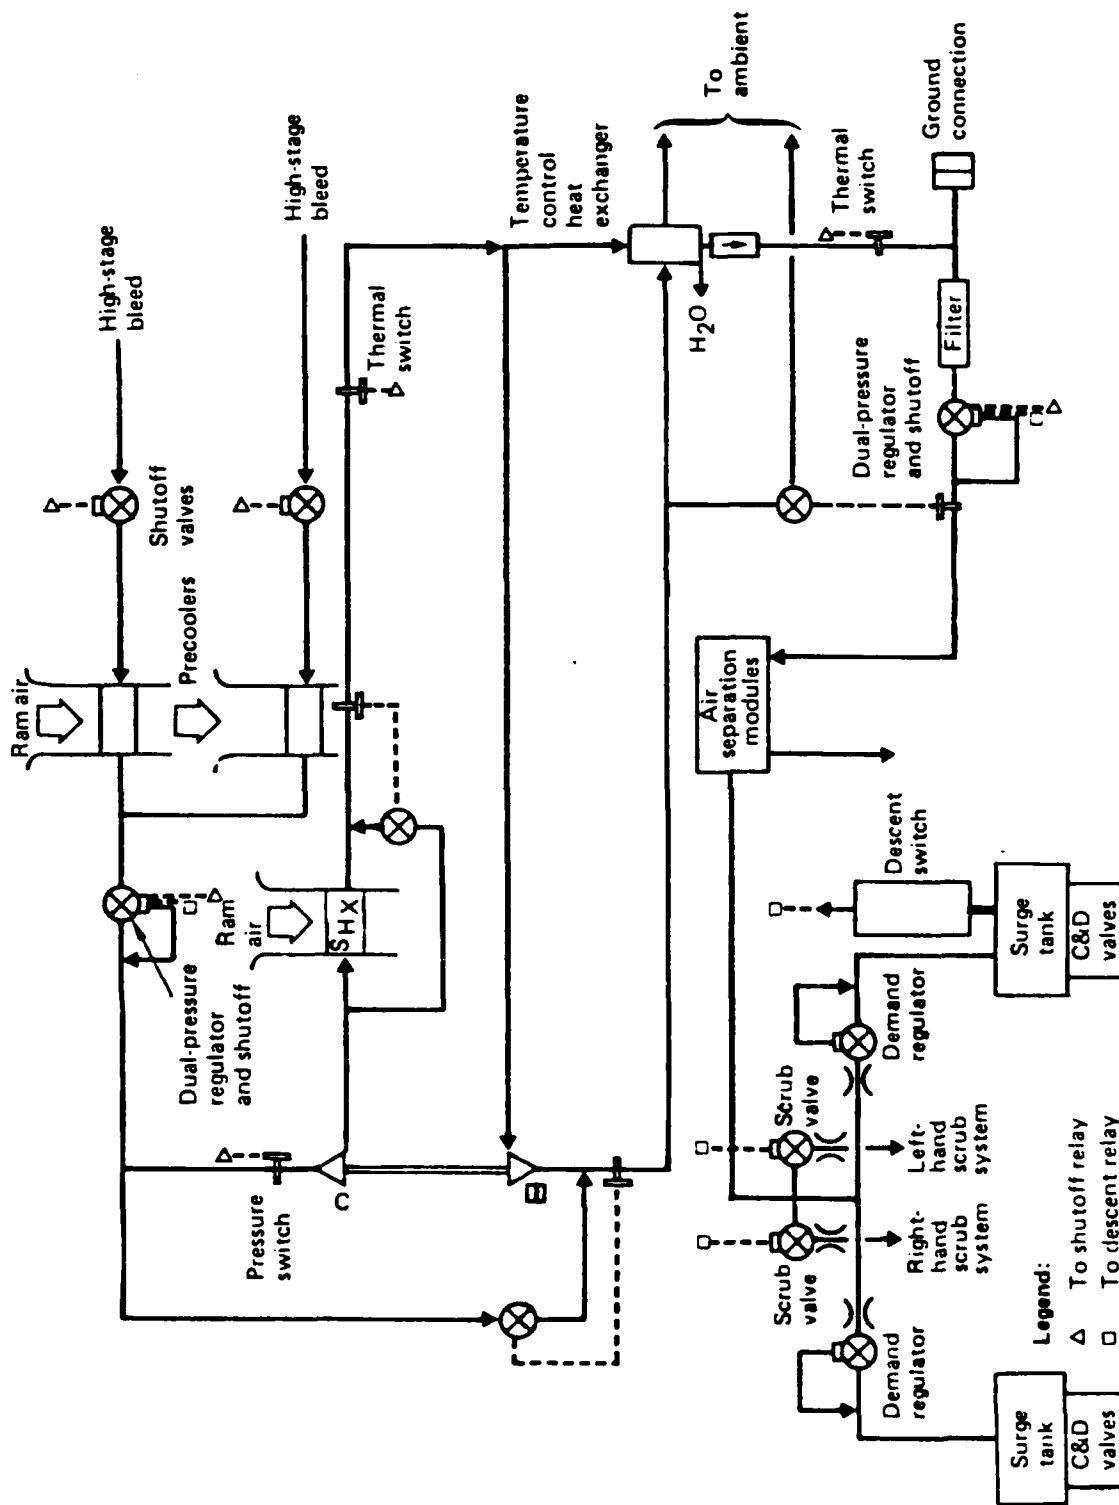 High-stage
bleed
High-stage
bleed
Shutoff
valves
Ram air
Precoolers
Thermal
switch
Dual-pressure
regulator
and shutoff
Ram
air
SHX
Pressure
switch
C
Temperature
control
heat
exchanger
To
ambient
H2O
Thermal
switch
Ground
connection
Filter
Dual-pressure
regulator
and shutoff
Air
separation
modules
Descent
switch
Surge
tank
C&D
valves
Demand
regulator
Scrub
valve
Left-
hand
scrub
system
Scrub
valve
Right-
hand
scrub
system
Demand
regulator
Surge
tank
C&D
valves
Legend:
△ To shutoff relay
□ To descent relay